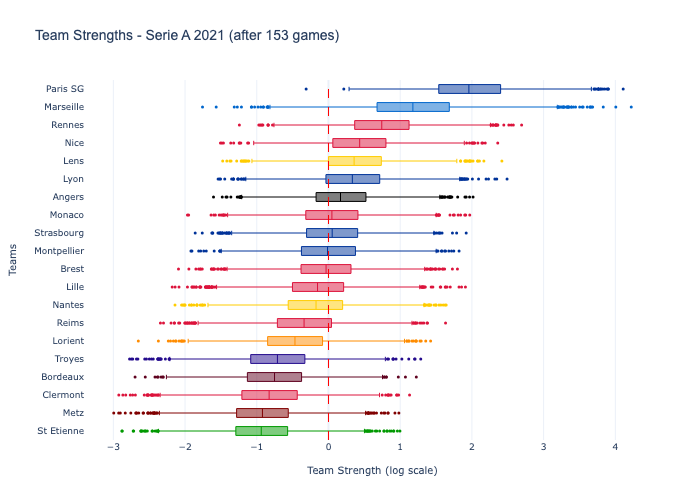 Team Strengths - Serie A 2021 (after 153 games)
Paris SG
Marseille
Rennes
Nice
Lens
Lyon
Angers
Monaco
Strasbourg
Montpellier
Brest
Lille
Nantes
Reims
Lorient
Troyes
Bordeaux
Clermont
Metz
St Etienne
Teams
−3 −2 −1 0 1 2 3 4
Team Strength (log scale)